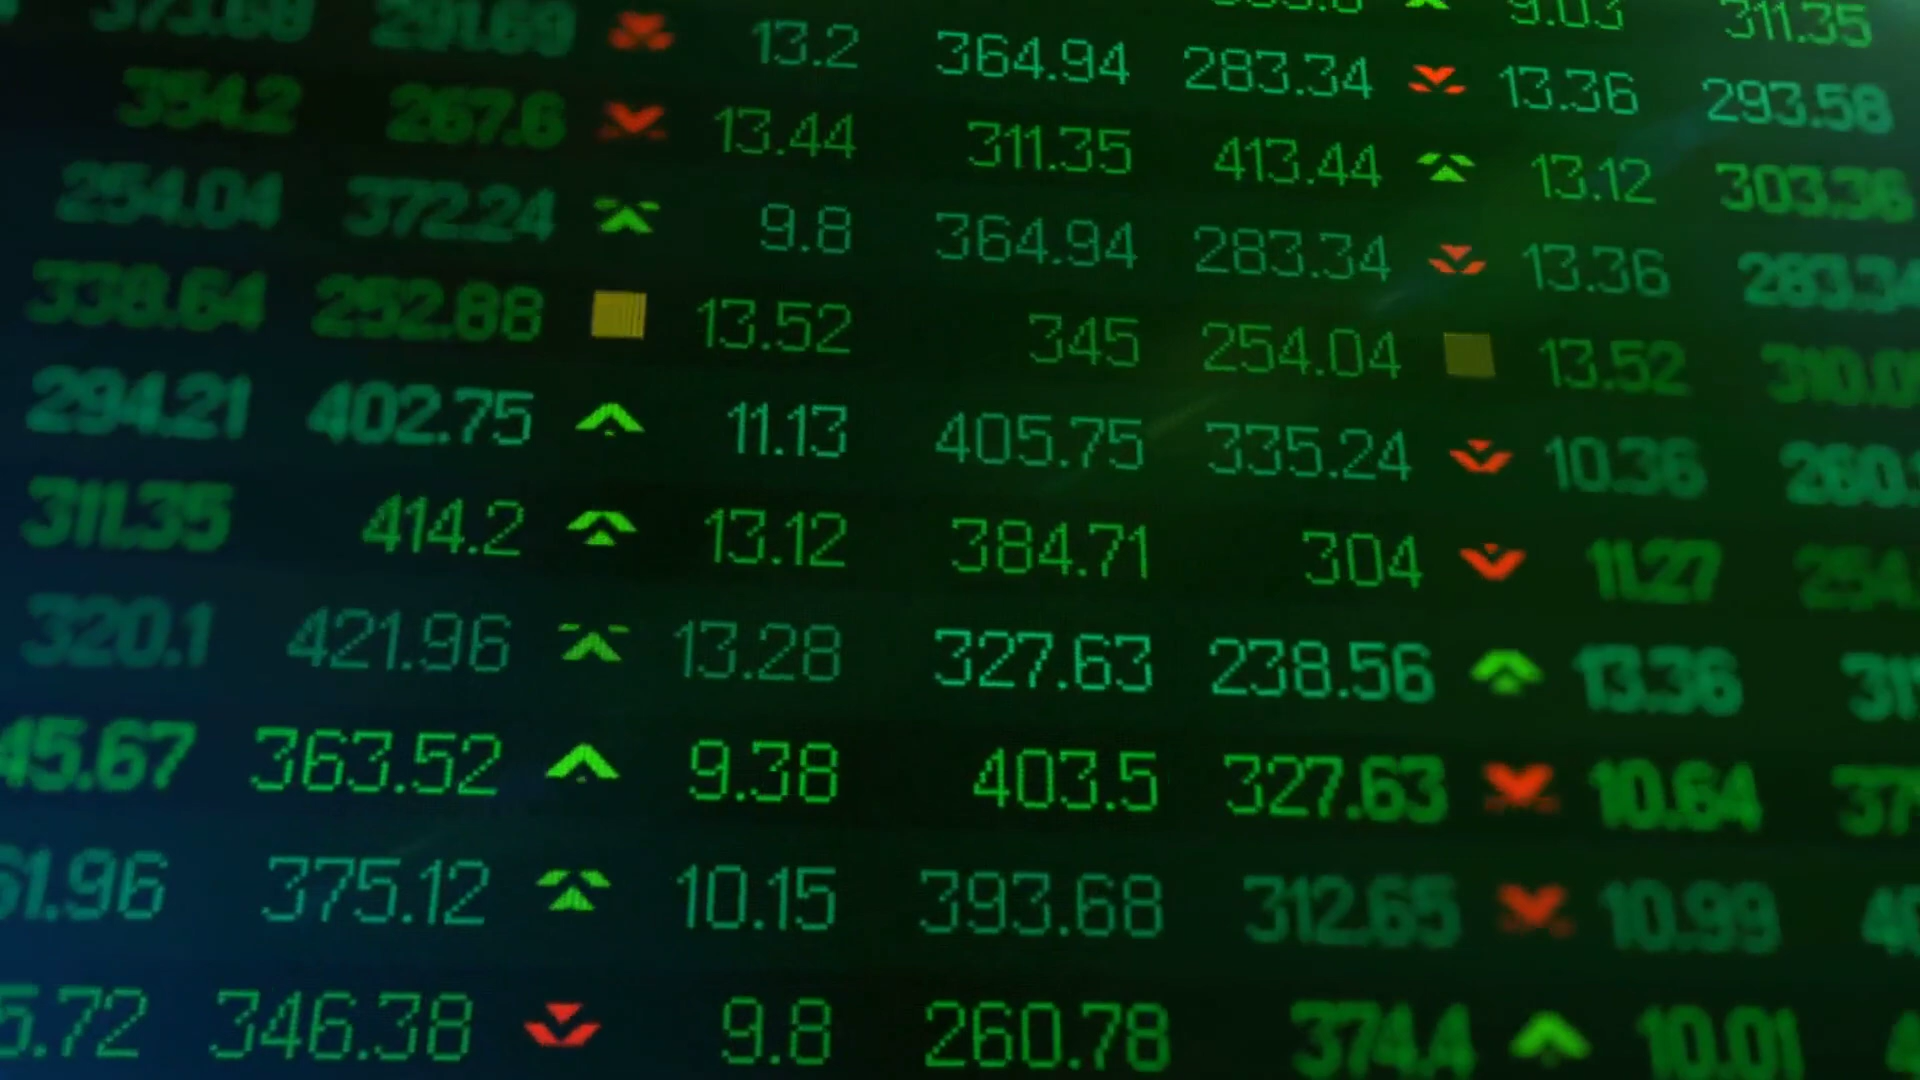 9.03 311.35
291.69 13.2 364.94 283.34 13.36 293.58
354.2 267.6 13.44 311.35 413.44 13.12 303.36
254.04 372.24 9.8 364.94 283.34 13.36 283.34
338.64 252.88 13.52 345 254.04 13.52
294.21 402.75 11.13 405.75 335.24 10.36
311.35 414.2 13.12 384.71 304 11.27
320.1 421.96 13.28 327.63 238.56 13.36
45.67 363.52 9.38 403.5 327.63 10.64
61.96 375.12 10.15 393.68 312.65 10.99
5.72 346.38 9.8 260.78 374.4 10.01